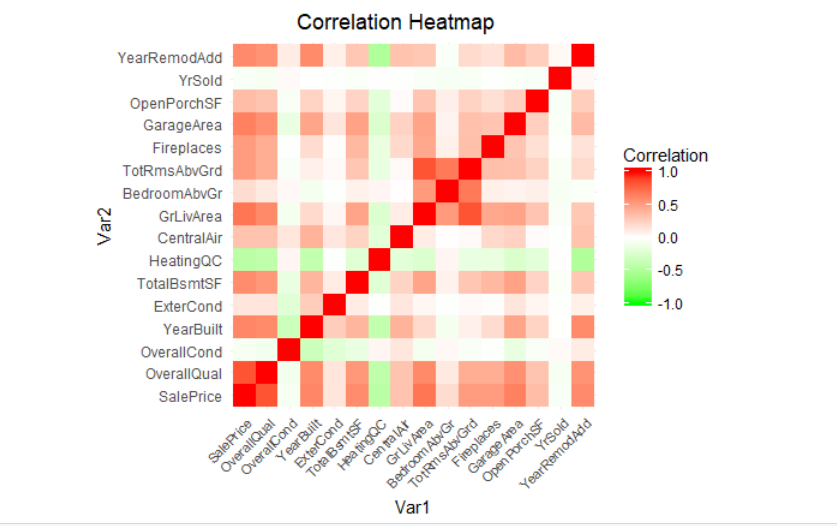 Correlation Heatmap
YearRemodAdd
YrSold
OpenPorchSF
GarageArea
Fireplaces
TotRmsAbvGrd
BedroomAbvGr
GrLivArea
CentralAir
HeatingQC
TotalBsmtSF
ExterCond
YearBuilt
OverallCond
OverallQual
SalePrice
Var2
SalePrice
OverallQual
OverallCond
YearBuilt
ExterCond
TotalBsmtSF
HeatingQC
CentralAir
GrLivArea
BedroomAbvGr
TotRmsAbvGrd
Fireplaces
GarageArea
OpenPorchSF
YrSold
YearRemodAdd
Var1
Correlation
1.0
0.5
0.0
-0.5
-1.0